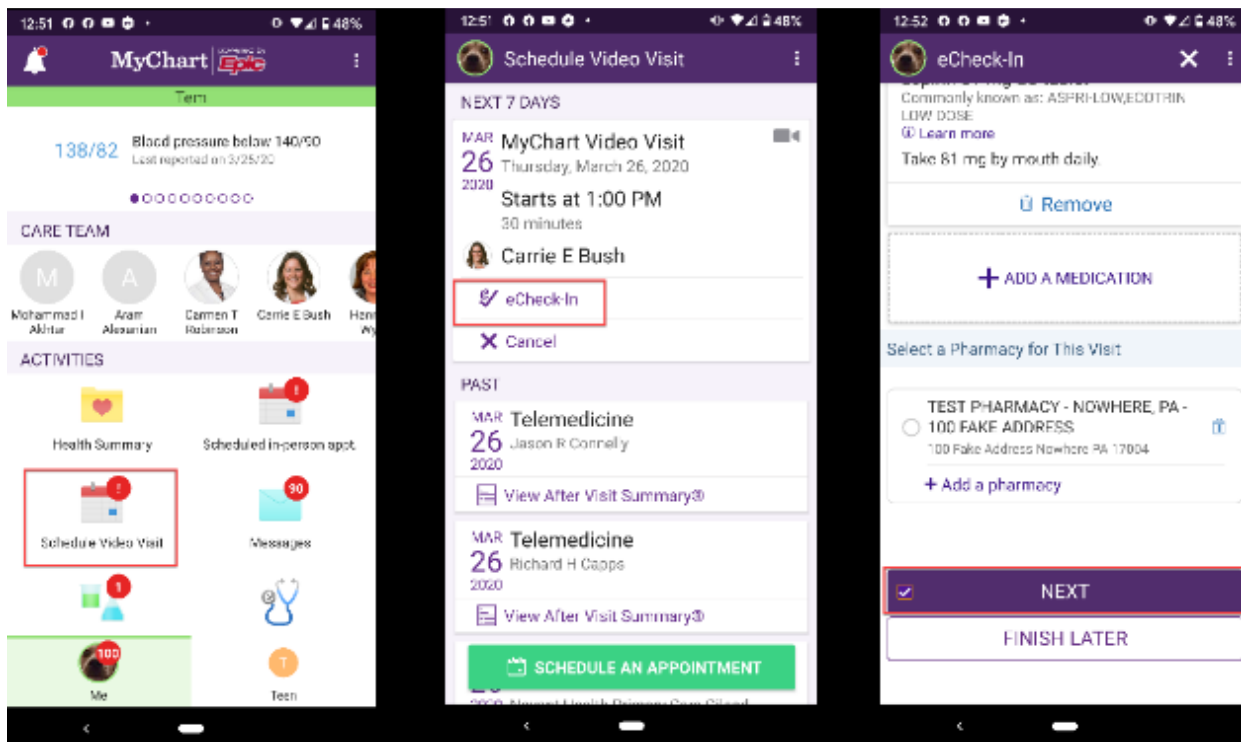 12:51
48%
MyChart
POWERED BY
Epic
Tem
138/82
Blood pressure below 140/90
Last reported on 3/25/20
CARE TEAM
M
A
Mohammad I
Akhtar
Aram
Alexanian
Carmen T
Robinson
Carrie E Bush
Henr
Wy
ACTIVITIES
Health Summary
!
Scheduled in-person appt.
!
Schedule Video Visit
90
Messages
1
100
Me
T
Teen
12:51
48%
Schedule Video Visit
NEXT 7 DAYS
MAR
26
2020
MyChart Video Visit
Thursday, March 26, 2020
Starts at 1:00 PM
30 minutes
Carrie E Bush
eCheck-In
Cancel
PAST
MAR
26
2020
Telemedicine
Jason R Connelly
View After Visit Summary®
MAR
26
2020
Telemedicine
Richard H Capps
View After Visit Summary®
SCHEDULE AN APPOINTMENT
12:52
48%
eCheck-In
Commonly known as: ASPRI-LOW,ECOTRIN
LOW DOSE
Learn more
Take 81 mg by mouth daily.
Remove
+ ADD A MEDICATION
Select a Pharmacy for This Visit
TEST PHARMACY - NOWHERE, PA -
100 FAKE ADDRESS
100 Fake Address Nowhere PA 17004
+ Add a pharmacy
NEXT
FINISH LATER